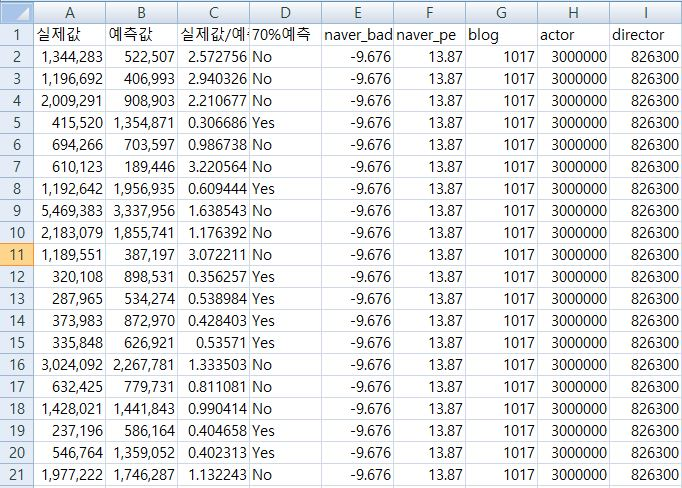 A B C D E F G H I
1 실제값 예측값 실제값/예측 70%예측 naver_bad naver_pe blog actor director
2 1,344,283 522,507 2.572756 No -9.676 13.87 1017 3000000 826300
3 1,196,692 406,993 2.940326 No -9.676 13.87 1017 3000000 826300
4 2,009,291 908,903 2.210677 No -9.676 13.87 1017 3000000 826300
5 415,520 1,354,871 0.306686 Yes -9.676 13.87 1017 3000000 826300
6 694,266 703,597 0.986738 No -9.676 13.87 1017 3000000 826300
7 610,123 189,446 3.220564 No -9.676 13.87 1017 3000000 826300
8 1,192,642 1,956,935 0.609444 Yes -9.676 13.87 1017 3000000 826300
9 5,469,383 3,337,956 1.638543 No -9.676 13.87 1017 3000000 826300
10 2,183,079 1,855,741 1.176392 No -9.676 13.87 1017 3000000 826300
11 1,189,551 387,197 3.072211 No -9.676 13.87 1017 3000000 826300
12 320,108 898,531 0.356257 Yes -9.676 13.87 1017 3000000 826300
13 287,965 534,274 0.538984 Yes -9.676 13.87 1017 3000000 826300
14 373,983 872,970 0.428403 Yes -9.676 13.87 1017 3000000 826300
15 335,848 626,921 0.53571 Yes -9.676 13.87 1017 3000000 826300
16 3,024,092 2,267,781 1.333503 No -9.676 13.87 1017 3000000 826300
17 632,425 779,731 0.811081 No -9.676 13.87 1017 3000000 826300
18 1,428,021 1,441,843 0.990414 No -9.676 13.87 1017 3000000 826300
19 237,196 586,164 0.404658 Yes -9.676 13.87 1017 3000000 826300
20 546,764 1,359,052 0.402313 Yes -9.676 13.87 1017 3000000 826300
21 1,977,222 1,746,287 1.132243 No -9.676 13.87 1017 3000000 826300